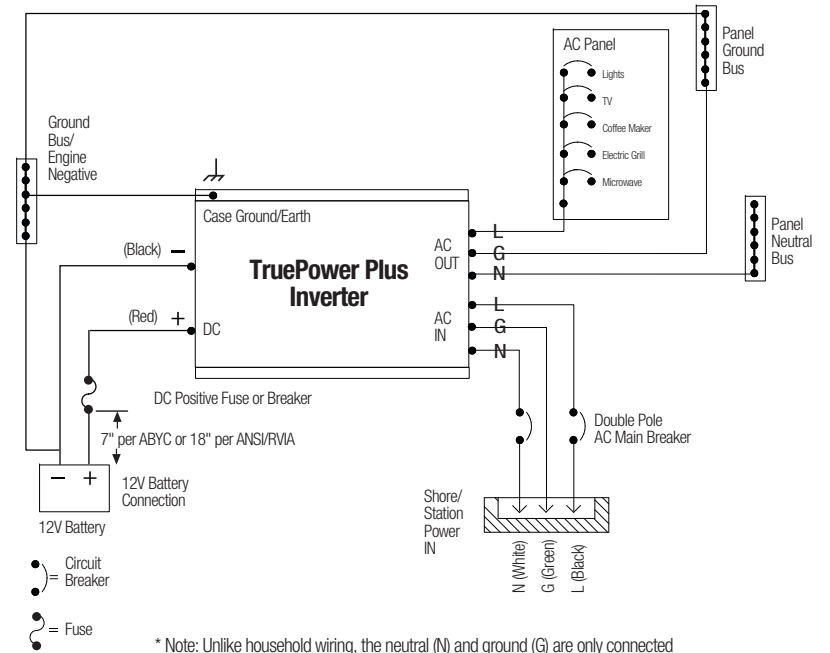 AC Panel
Lights
TV
Coffee Maker
Electric Grill
Microwave
Panel
Ground
Bus
Ground
Bus/
Engine
Negative
Case Ground/Earth
TruePower Plus
Inverter
(Black) −
(Red) +
DC
AC
OUT
L
G
N
AC
IN
L
G
N
Panel
Neutral
Bus
DC Positive Fuse or Breaker
7" per ABYC or 18" per ANSI/RVIA
Double Pole
AC Main Breaker
− +
12V Battery
Connection
12V Battery
Shore/
Station
Power
IN
N (White)
G (Green)
L (Black)
= Circuit
Breaker
= Fuse
* Note: Unlike household wiring, the neutral (N) and ground (G) are only connected